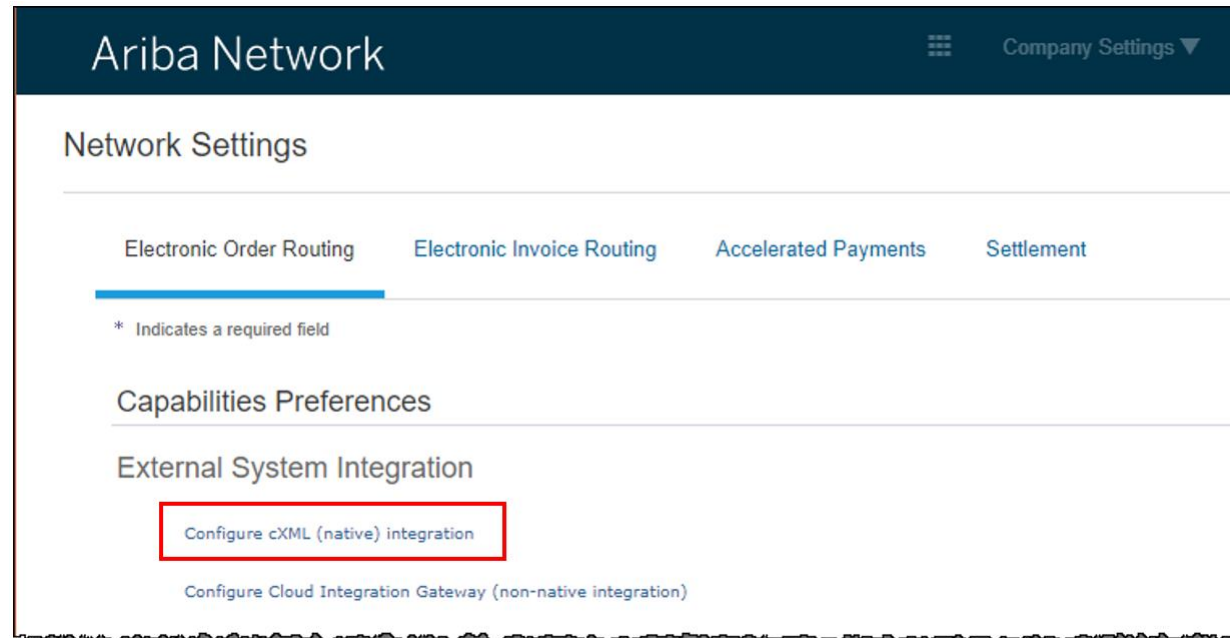 Ariba Network
Company Settings ▼
Network Settings
Electronic Order Routing
Electronic Invoice Routing
Accelerated Payments
Settlement
* Indicates a required field
Capabilities Preferences
External System Integration
Configure cXML (native) integration
Configure Cloud Integration Gateway (non-native integration)